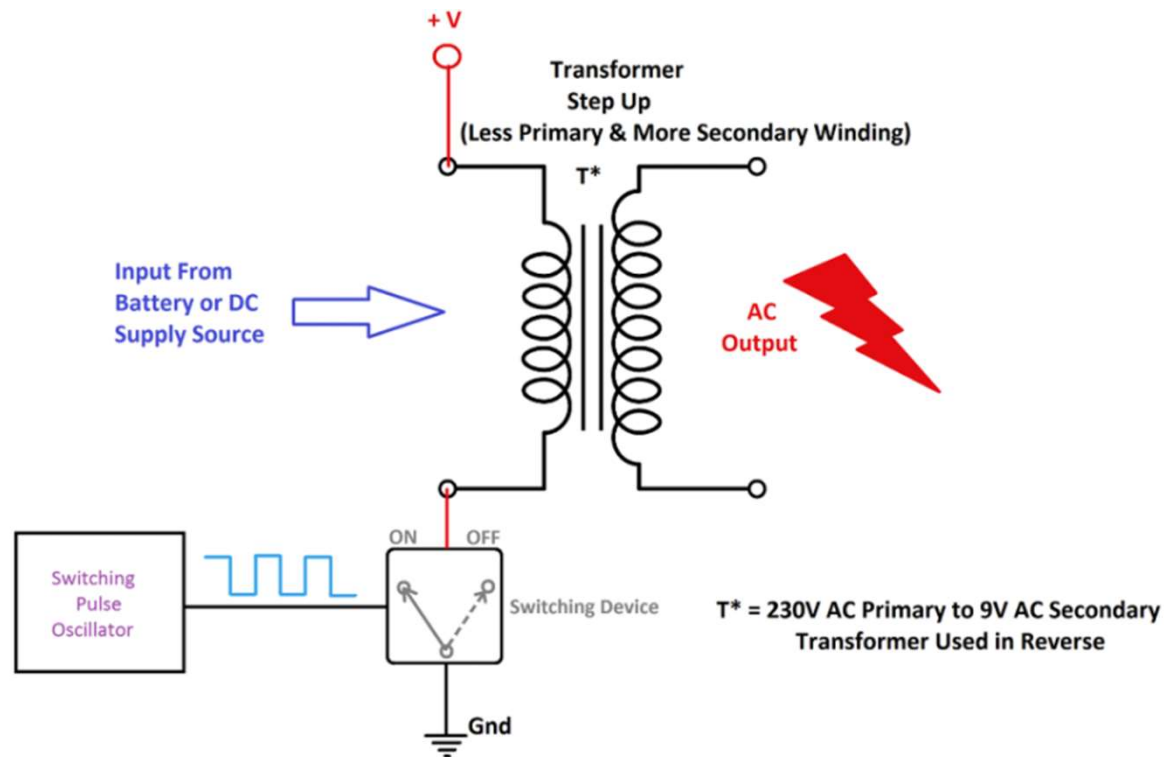 + V
Transformer
Step Up
(Less Primary & More Secondary Winding)
T*
Input From
Battery or DC
Supply Source
AC
Output
ON OFF
Switching
Pulse
Oscillator
Switching Device
T* = 230V AC Primary to 9V AC Secondary
Transformer Used in Reverse
Gnd